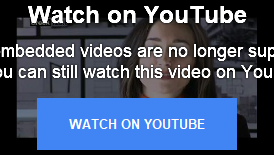 Watch on YouTube
embedded videos are no longer sup
ou can still watch this video on You
WATCH ON YOUTUBE